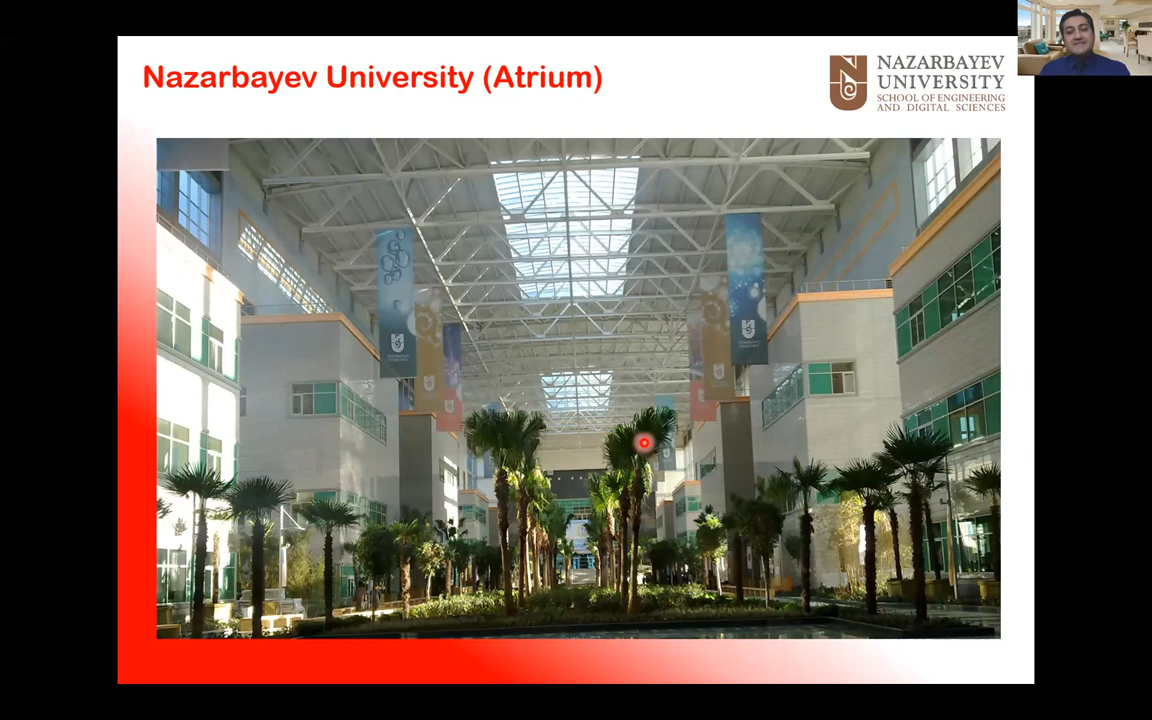 Nazarbayev University (Atrium)
NAZARBAYEV
UNIVERSITY
SCHOOL OF ENGINEERING
AND DIGITAL SCIENCES